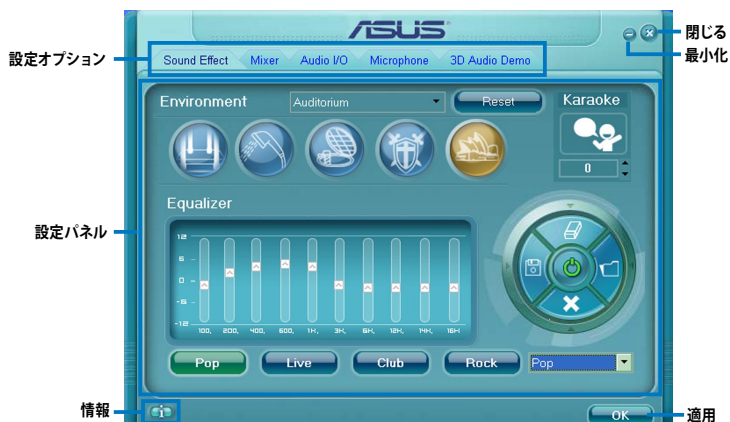 ASUS
閉じる
最小化
設定オプション
Sound Effect Mixer Audio I/O Microphone 3D Audio Demo
Environment Auditorium Reset Karaoke
0
Equalizer
設定パネル
12
6
0
-6
-12
100, 200, 400, 600, 1K, 3K, 6K, 12K, 14K, 16K
Pop Live Club Rock Pop
情報
i
OK
適用